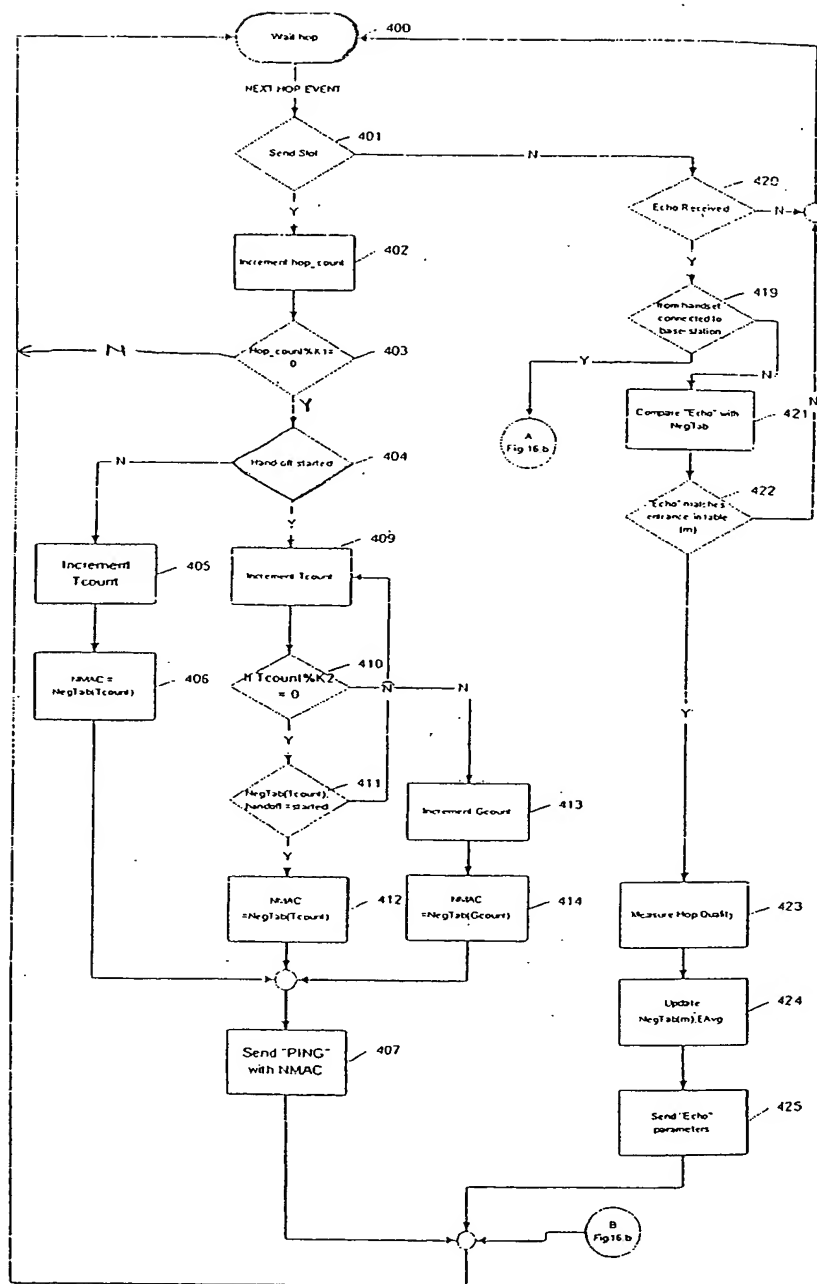 Wait hop
400
NEXT HOP EVENT
Send Slot
401
N
Y
Increment hop_count
402
Hop_count%K1=
0
403
N
Y
Hand-off started
404
N
Y
Increment
Tcount
405
NMAC =
NegTab(Tcount)
406
Increment Tcount
409
If Tcount%K2
= 0
410
N
N
Y
NegTab(Tcount).
handoff=started
411
Y
NMAC
=NegTab(Tcount)
412
Increment Gcount
413
NMAC
=NegTab(Gcount)
414
Send "PING"
with NMAC
407
Echo Received
420
N
Y
from handset
connected to
base-station
419
Y
N
A
Fig.16.b
Compare "Echo" with
NegTab
421
N
"Echo" matches
entrance in table
(m)
422
Y
Measure Hop Quality
423
Update
NegTab(m).EAvg
424
Send "Echo"
parameters
425
B
Fig.16.b